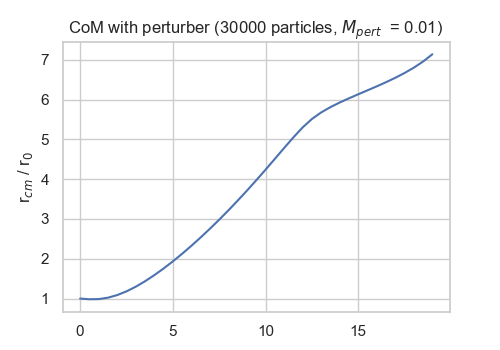 CoM with perturber (30000 particles, M_pert = 0.01)
r_cm / r_0
7
6
5
4
3
2
1
0 5 10 15